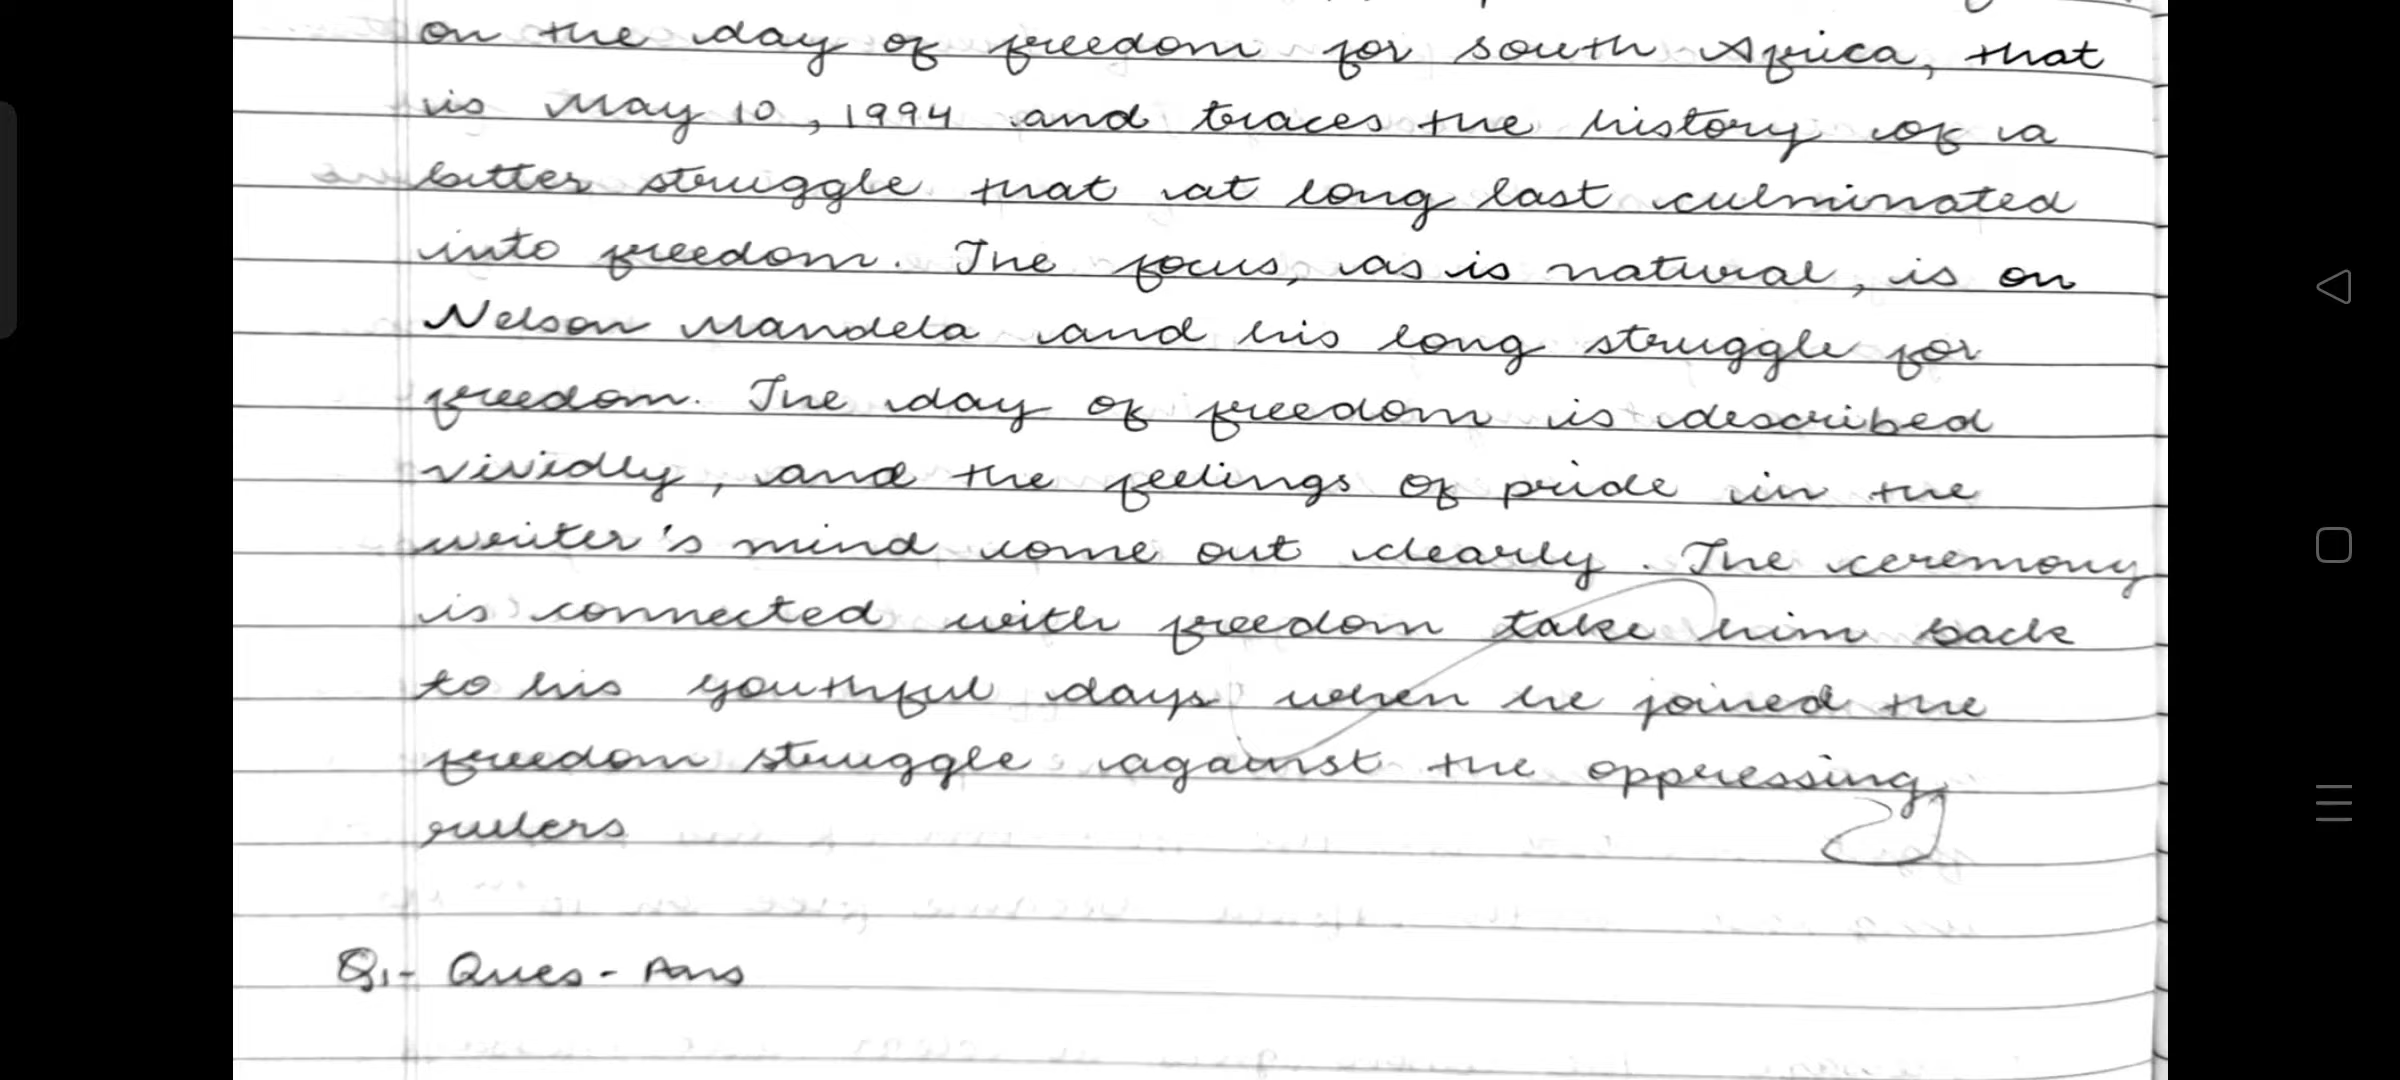 on the day of freedom for south Africa, that
is May 10, 1994 and traces the history of a
bitter struggle that at long last culminated
into freedom. The focus, as is natural, is on
Nelson Mandela and his long struggle for
freedom. The day of freedom is described
vividly, and the feelings of pride in the
writer's mind come out clearly. The ceremony
is connected with freedom take him back
to his youthful days when he joined the
freedom struggle against the oppressing
rulers
Q1- Ques - Ans